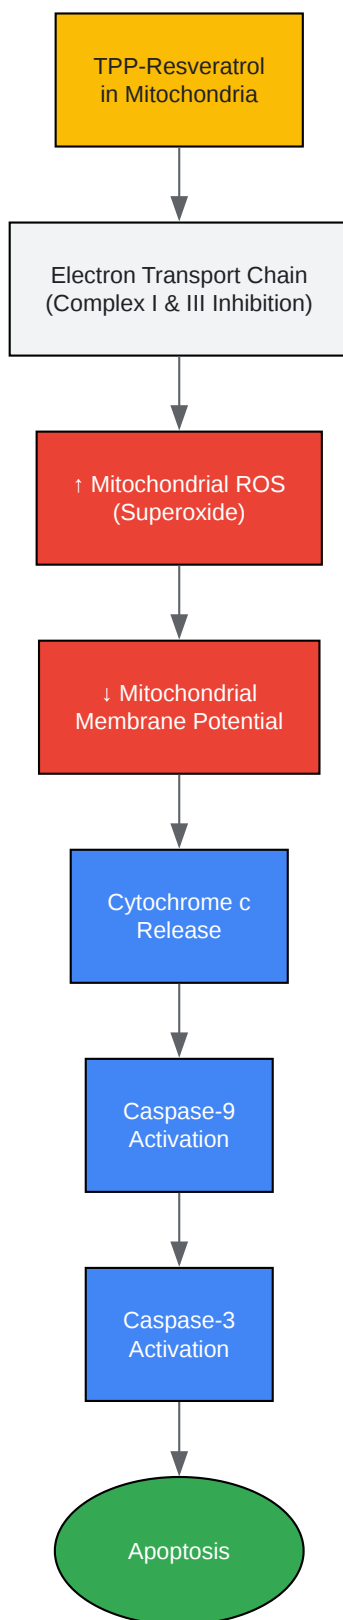 TPP-Resveratrol
in Mitochondria
Electron Transport Chain
(Complex I & III Inhibition)
↑ Mitochondrial ROS
(Superoxide)
↓ Mitochondrial
Membrane Potential
Cytochrome c
Release
Caspase-9
Activation
Caspase-3
Activation
Apoptosis